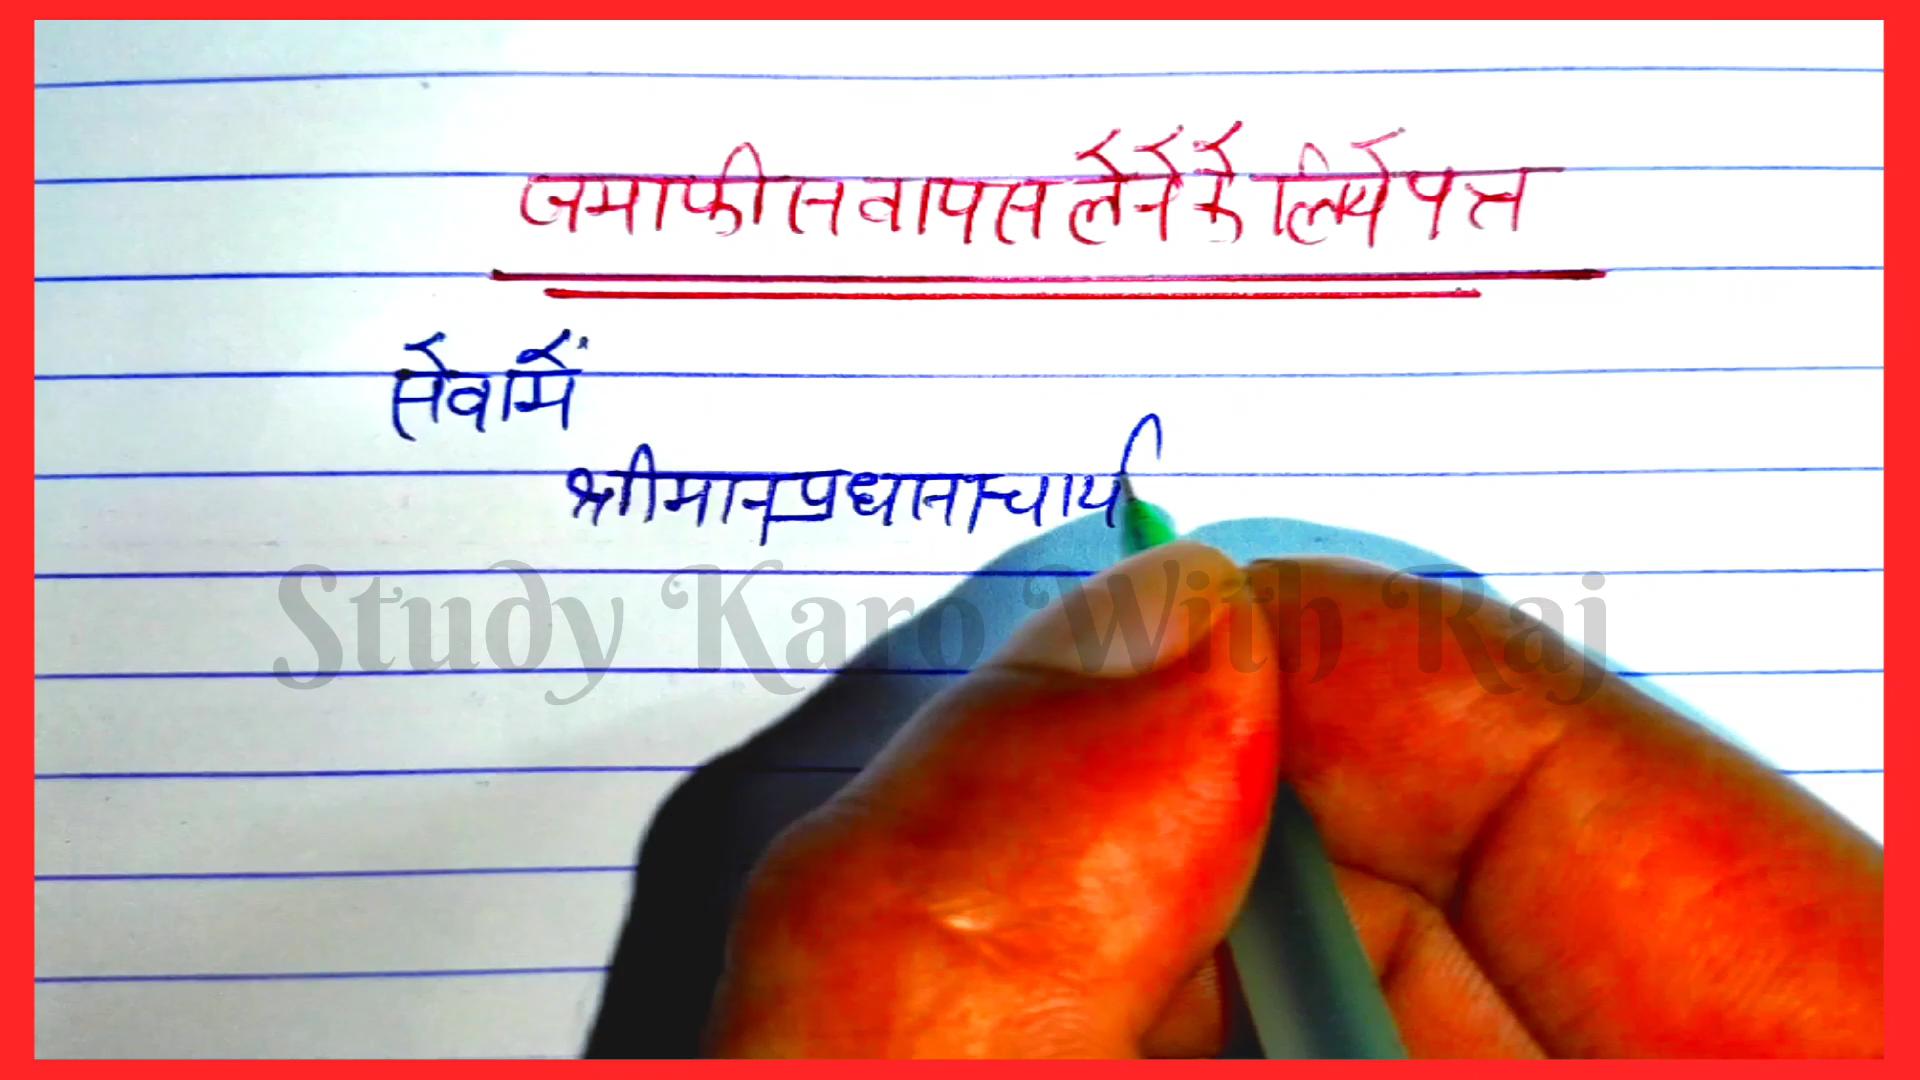 जमा फीस वापस लेने के लिये पत्र
सेवा में
श्रीमान प्रधानाचार्य
Study Karo With Raj